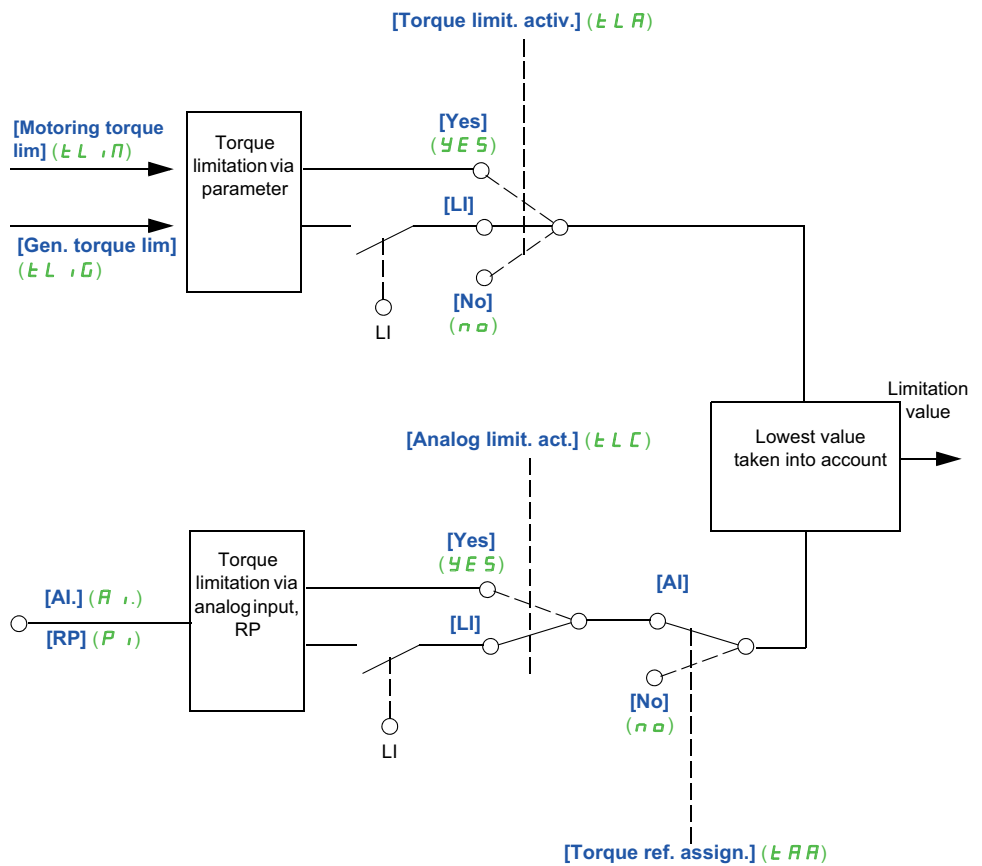 [Torque limit. activ.] (tLA)
[Motoring torque
lim] (tLiM)
Torque
limitation via
parameter
[Yes]
(YES)
[LI]
[Gen. torque lim]
(tLiG)
[No]
(no)
LI
Limitation
value
Lowest value
taken into account
[Analog limit. act.] (tLC)
Torque
limitation via
analog input,
RP
[Yes]
(YES)
[AI.] (Ai.)
[RP] (Pi)
[LI]
[AI]
[No]
(no)
LI
[Torque ref. assign.] (tAA)